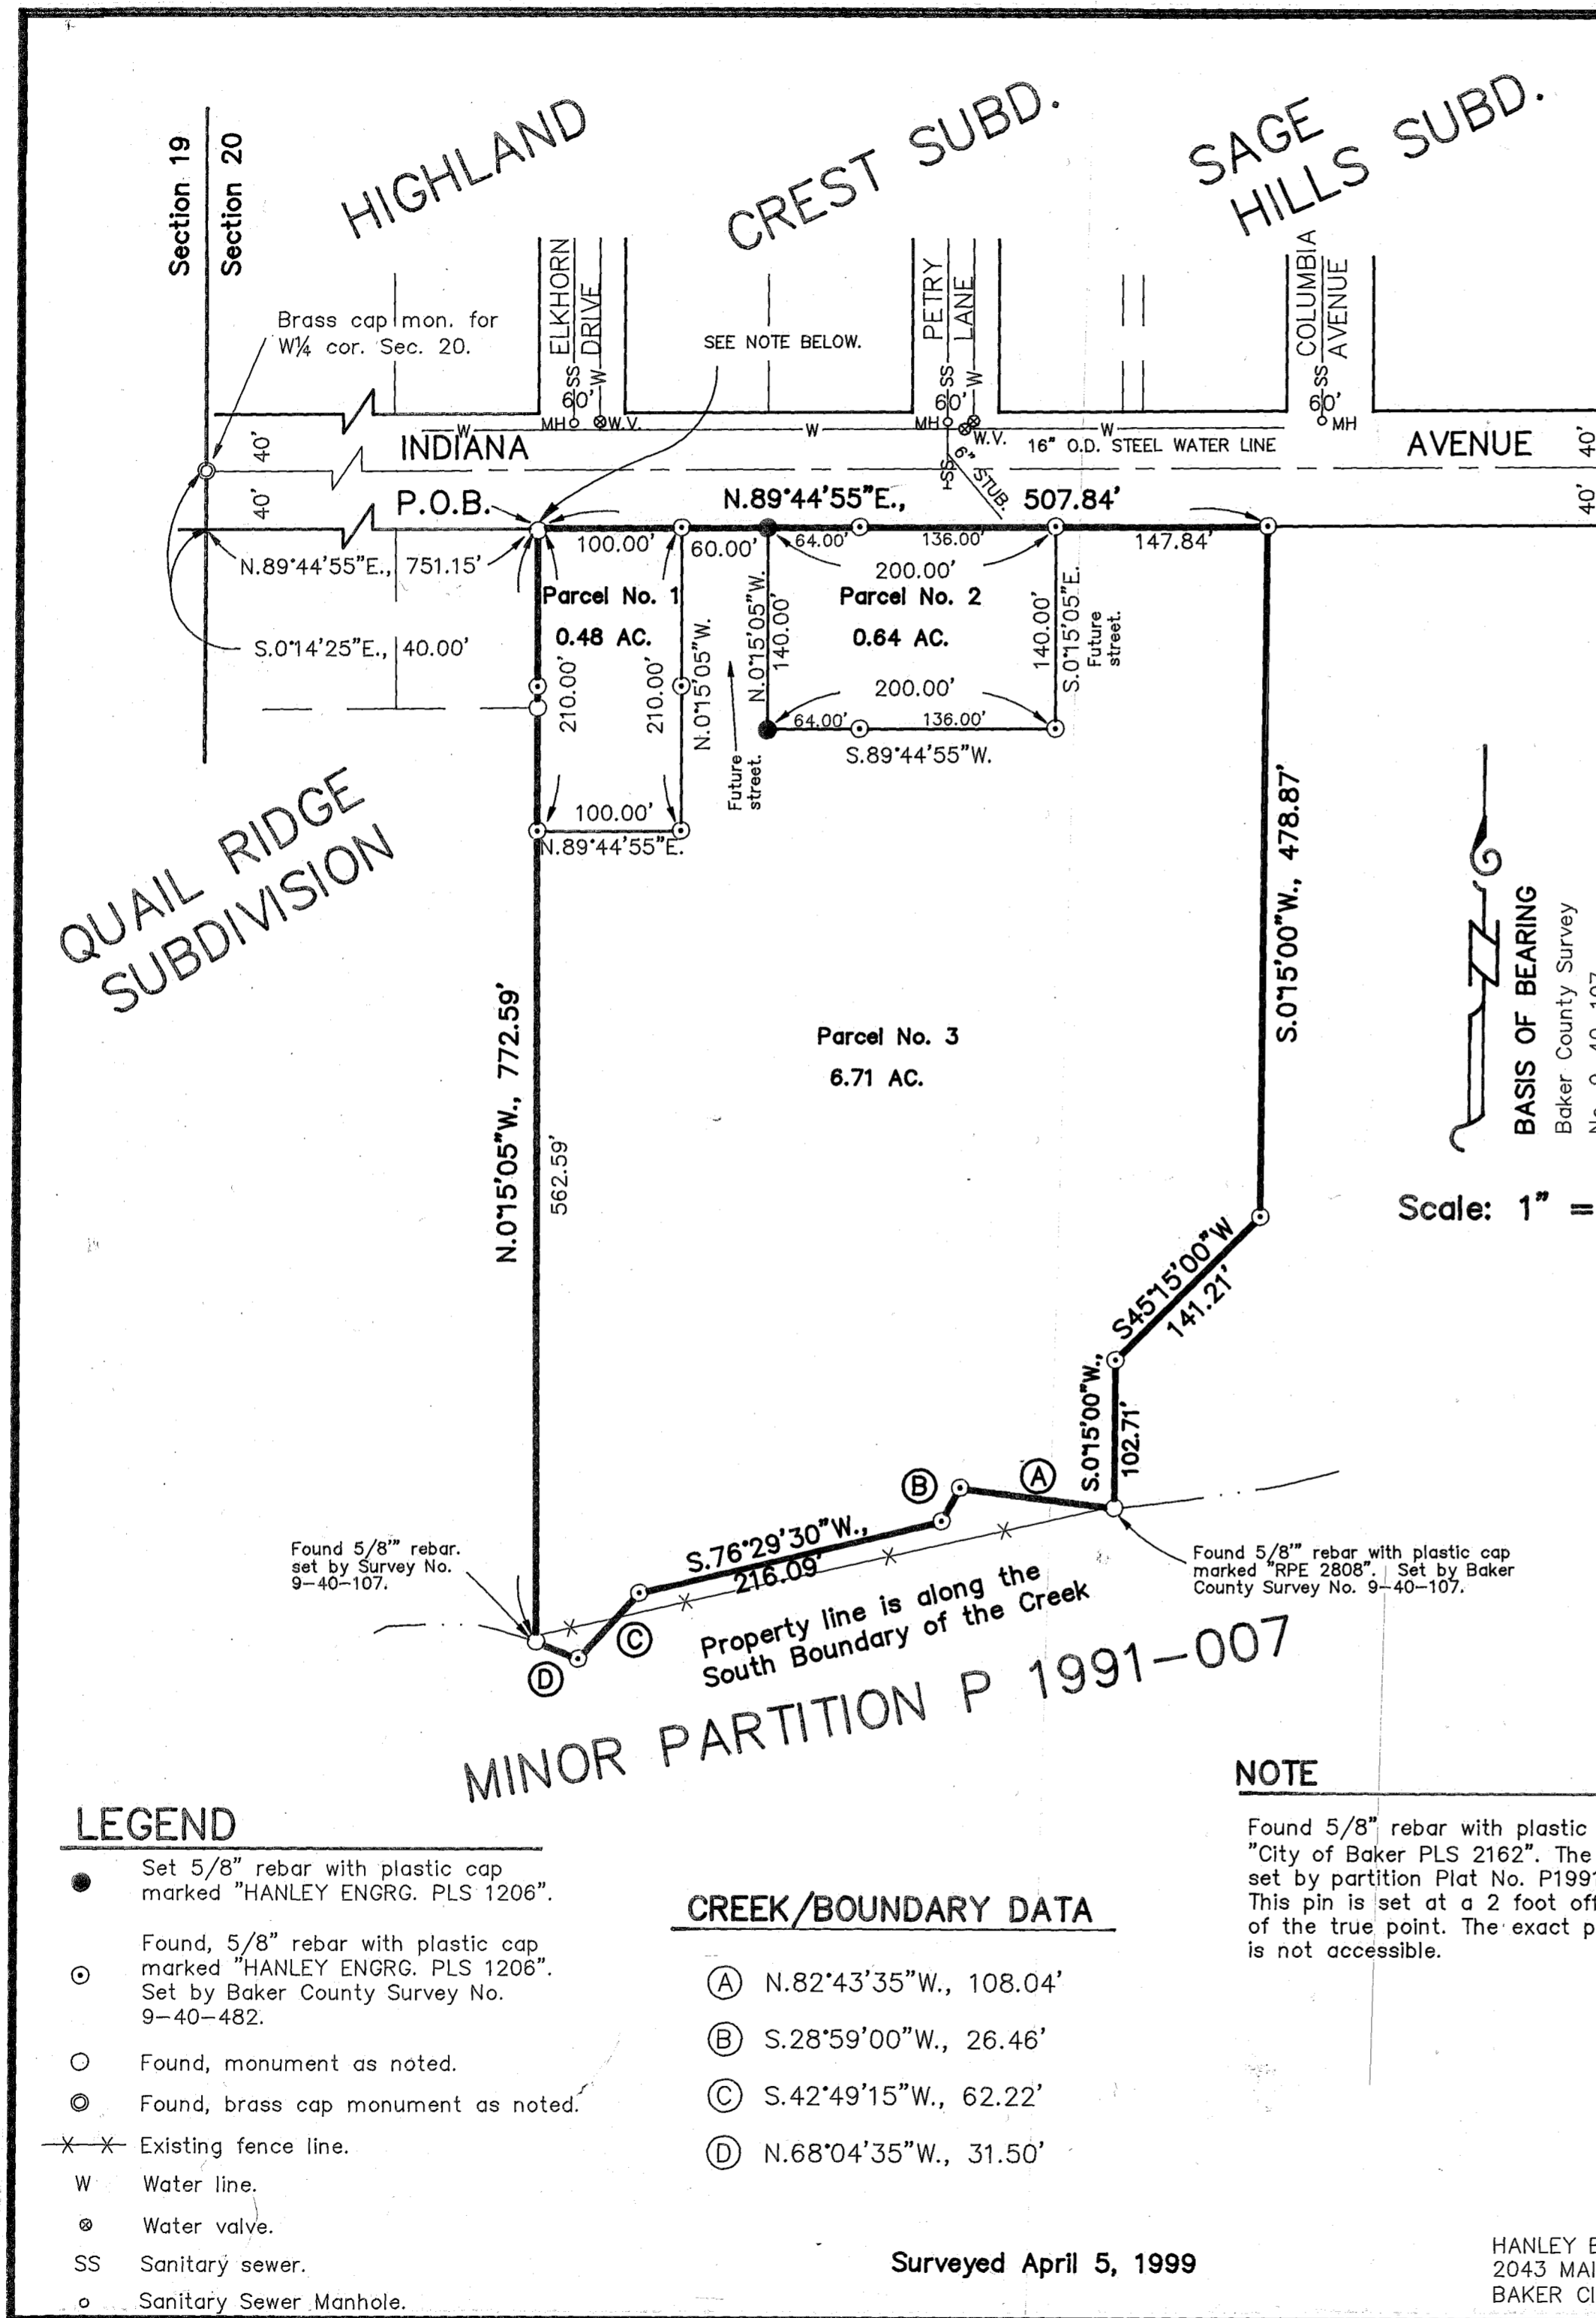 HIGHLAND
CREST SUBD.
SAGE
HILLS SUBD.
Section 19
Section 20
Brass cap mon. for
W¼ cor. Sec. 20.
ELKHORN
DRIVE
SS
W
60'
MH
W.V.
SEE NOTE BELOW.
PETRY
LANE
SS
W
60'
MH
W.V.
COLUMBIA
AVENUE
SS
60'
MH
W
W
W
40'
40'
INDIANA
16" O.D. STEEL WATER LINE
AVENUE
40'
40'
SS
6" STUB.
P.O.B.
N.89°44'55"E., 507.84'
N.89°44'55"E., 751.15'
100.00'
60.00'
64.00'
136.00'
147.84'
200.00'
S.0°14'25"E., 40.00'
Parcel No. 1
0.48 AC.
210.00'
210.00'
N.0°15'05"W.
100.00'
N.89°44'55"E.
Future
street.
N.0°15'05"W.
140.00'
Parcel No. 2
0.64 AC.
140.00'
S.0°15'05"E.
Future
street.
200.00'
64.00'
136.00'
S.89°44'55"W.
QUAIL RIDGE
SUBDIVISION
N.0°15'05"W., 772.59'
562.59'
Parcel No. 3
6.71 AC.
S.0°15'00"W., 478.87'
N
BASIS OF BEARING
Baker County Survey
Scale: 1" =
S45°15'00"W
141.21'
S.0°15'00"W.,
102.71'
A
B
S.76°29'30"W.,
216.09'
C
D
Found 5/8"' rebar.
set by Survey No.
9-40-107.
Found 5/8"' rebar with plastic cap
marked "RPE 2808". Set by Baker
County Survey No. 9-40-107.
Property line is along the
South Boundary of the Creek
MINOR PARTITION P 1991-007
LEGEND
Set 5/8" rebar with plastic cap
marked "HANLEY ENGRG. PLS 1206".
Found, 5/8" rebar with plastic cap
marked "HANLEY ENGRG. PLS 1206".
Set by Baker County Survey No.
9-40-482.
Found, monument as noted.
Found, brass cap monument as noted.
Existing fence line.
W Water line.
Water valve.
SS Sanitary sewer.
Sanitary Sewer Manhole.
CREEK/BOUNDARY DATA
A N.82°43'35"W., 108.04'
B S.28°59'00"W., 26.46'
C S.42°49'15"W., 62.22'
D N.68°04'35"W., 31.50'
Surveyed April 5, 1999
NOTE
Found 5/8" rebar with plastic
"City of Baker PLS 2162". The
set by partition Plat No. P1991
This pin is set at a 2 foot off
of the true point. The exact p
is not accessible.
HANLEY E
2043 MAI
BAKER CI